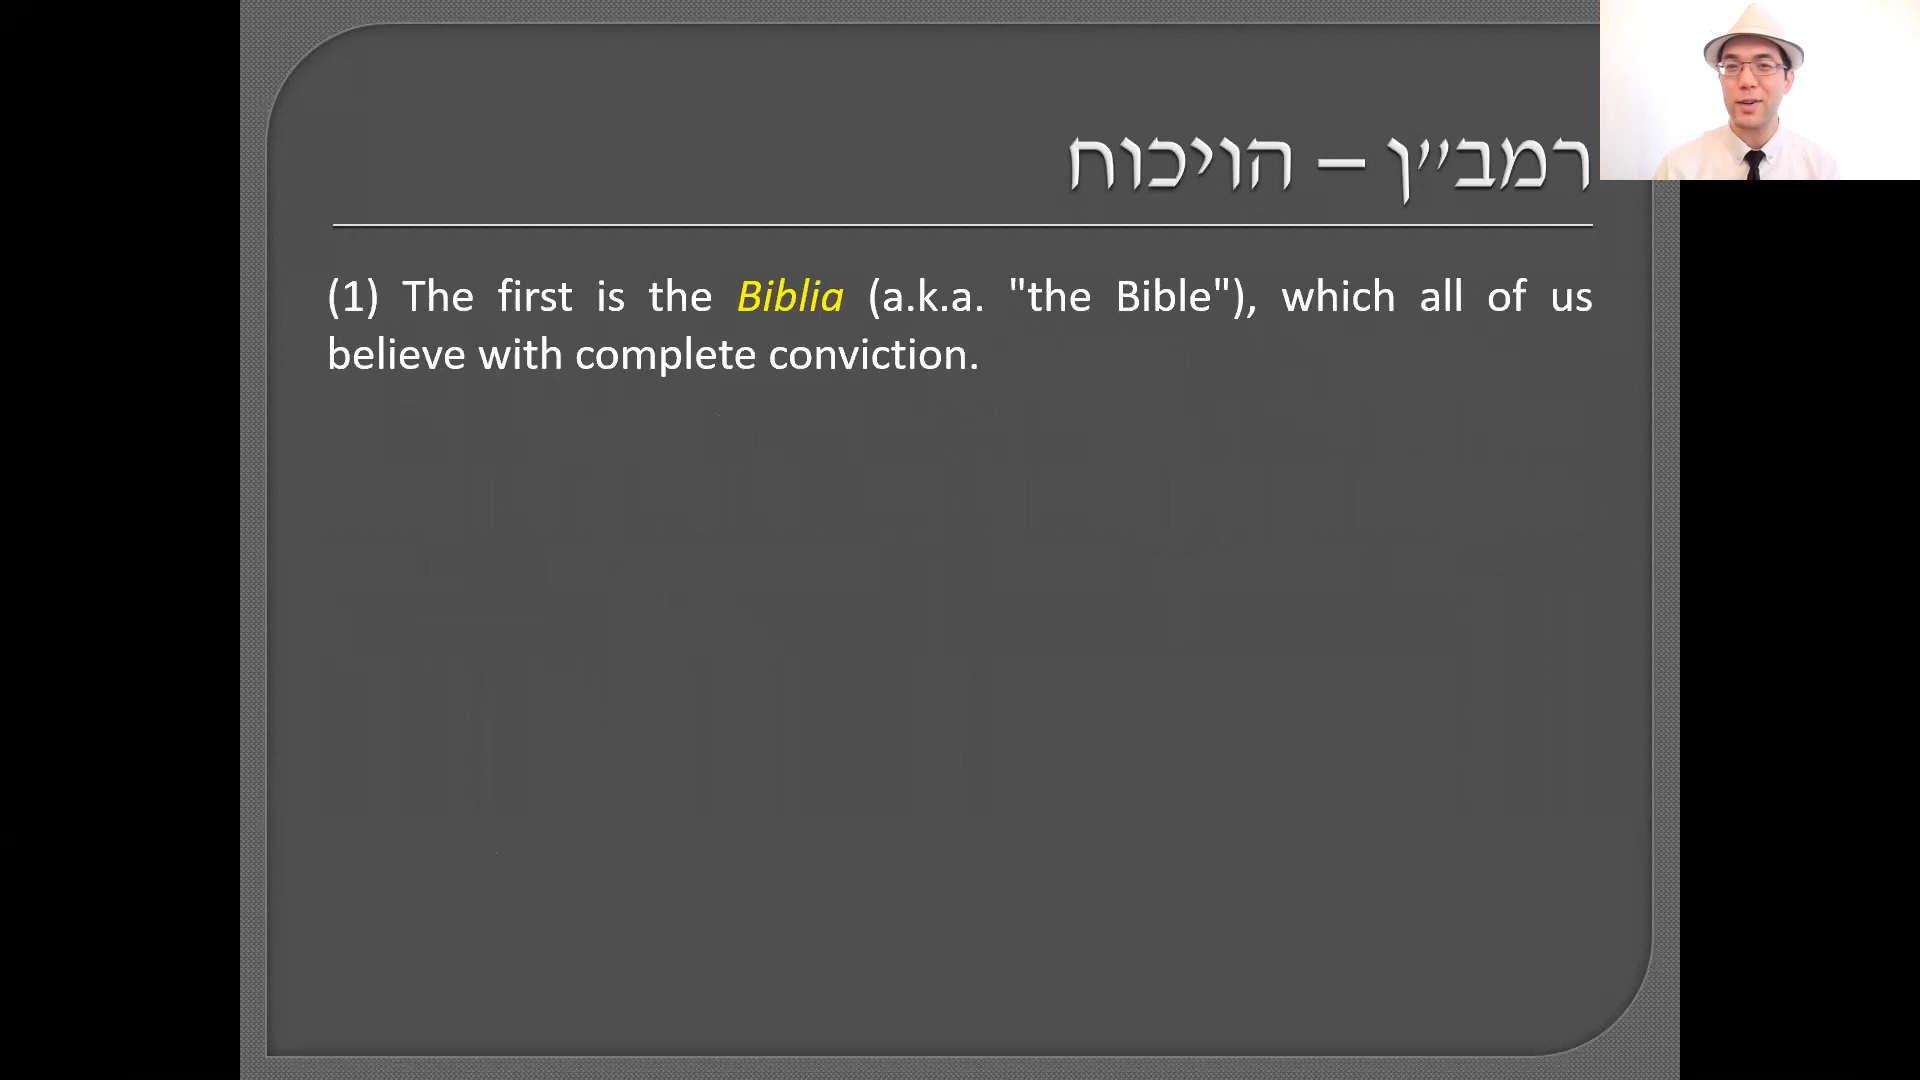 רמב''ן – הויכוח
(1) The first is the Biblia (a.k.a. "the Bible"), which all of us
believe with complete conviction.